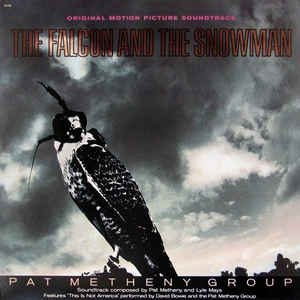 ORIGINAL MOTION PICTURE SOUNDTRACK
THE FALCON AND THE SNOWMAN
PAT METHENY GROUP
Soundtrack composed by Pat Metheny and Lyle Mays
Features "This Is Not America" performed by David Bowie and the Pat Metheny Group